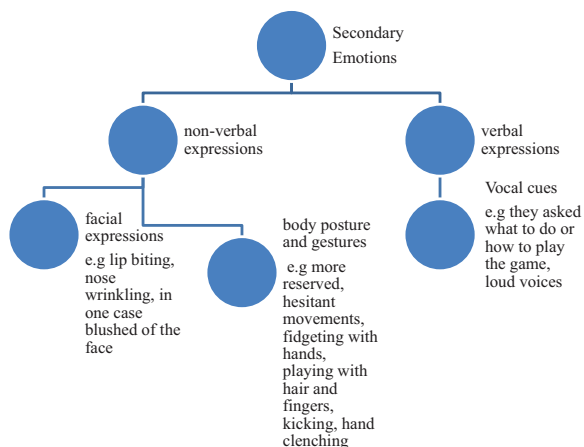 Secondary
Emotions
non-verbal
expressions
verbal
expressions
facial
expressions
e.g lip biting,
nose
wrinkling, in
one case
blushed of the
face
body posture
and gestures
e.g more
reserved,
hesitant
movements,
fidgeting with
hands,
playing with
hair and
fingers,
kicking, hand
clenching
Vocal cues
e.g they asked
what to do or
how to play
the game,
loud voices